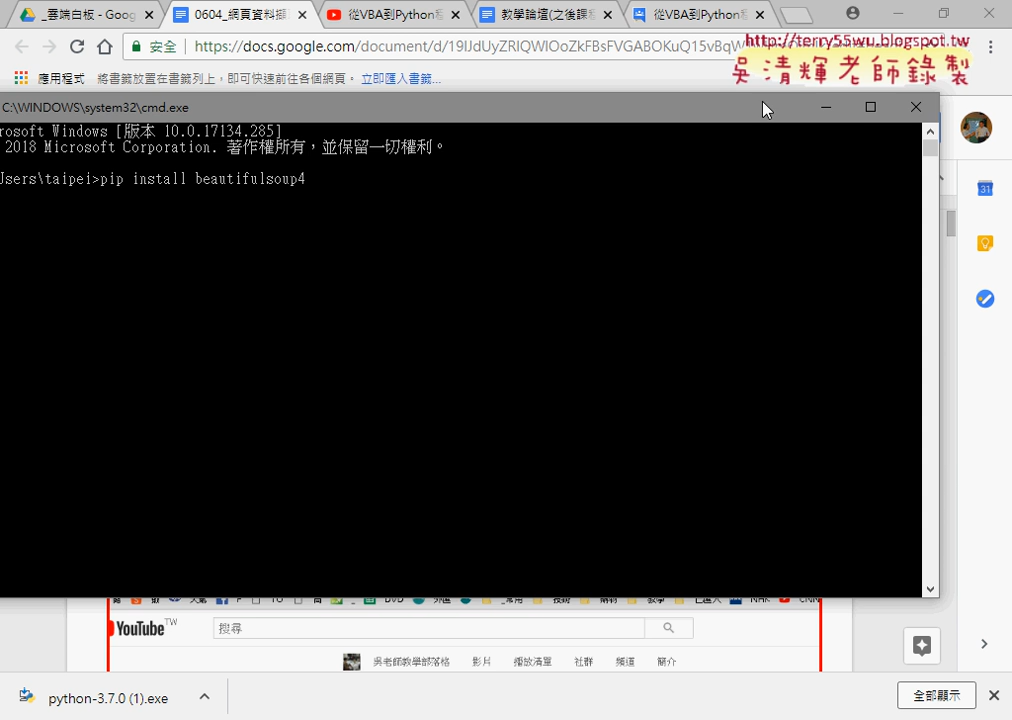 _雲端白板 - Goog
0604_網頁資料擷
從VBA到Python程
教學論壇(之後課程
從VBA到Python程
安全
https://docs.google.com/document/d/19IJdUyZRIQWIOoZkFBsFVGABOKuQ15vBqW
http://terry55wu.blogspot.tw
吳清輝老師錄製
應用程式
將書籤放置在書籤列上，即可快速前往各個網頁。
立即匯入書籤...
C:\WINDOWS\system32\cmd.exe
rosoft Windows [版本 10.0.17134.285]
2018 Microsoft Corporation. 著作權所有，並保留一切權利。
Users\taipei>pip install beautifulsoup4
31
YouTube TW
搜尋
吳老師教學部落格
影片
播放清單
社群
頻道
簡介
python-3.7.0 (1).exe
全部顯示